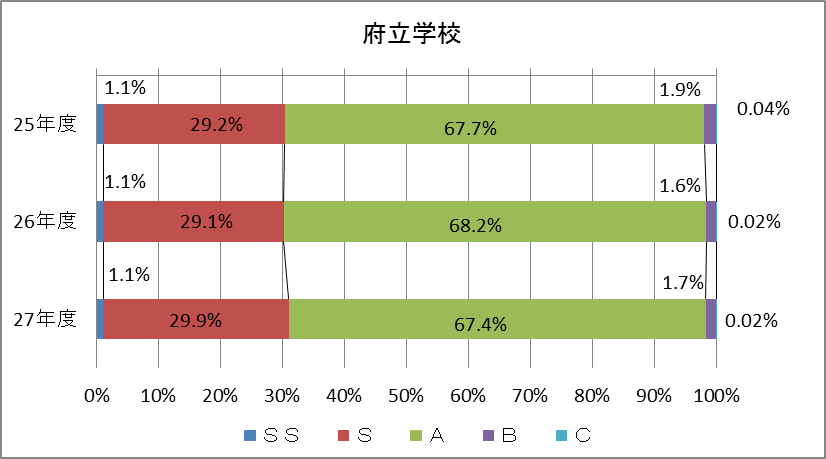 府立学校
1.1% 1.9%
25年度 29.2% 67.7% 0.04%
1.1% 1.6%
26年度 29.1% 68.2% 0.02%
1.1% 1.7%
27年度 29.9% 67.4% 0.02%
0% 10% 20% 30% 40% 50% 60% 70% 80% 90% 100%
ＳＳ Ｓ Ａ Ｂ Ｃ